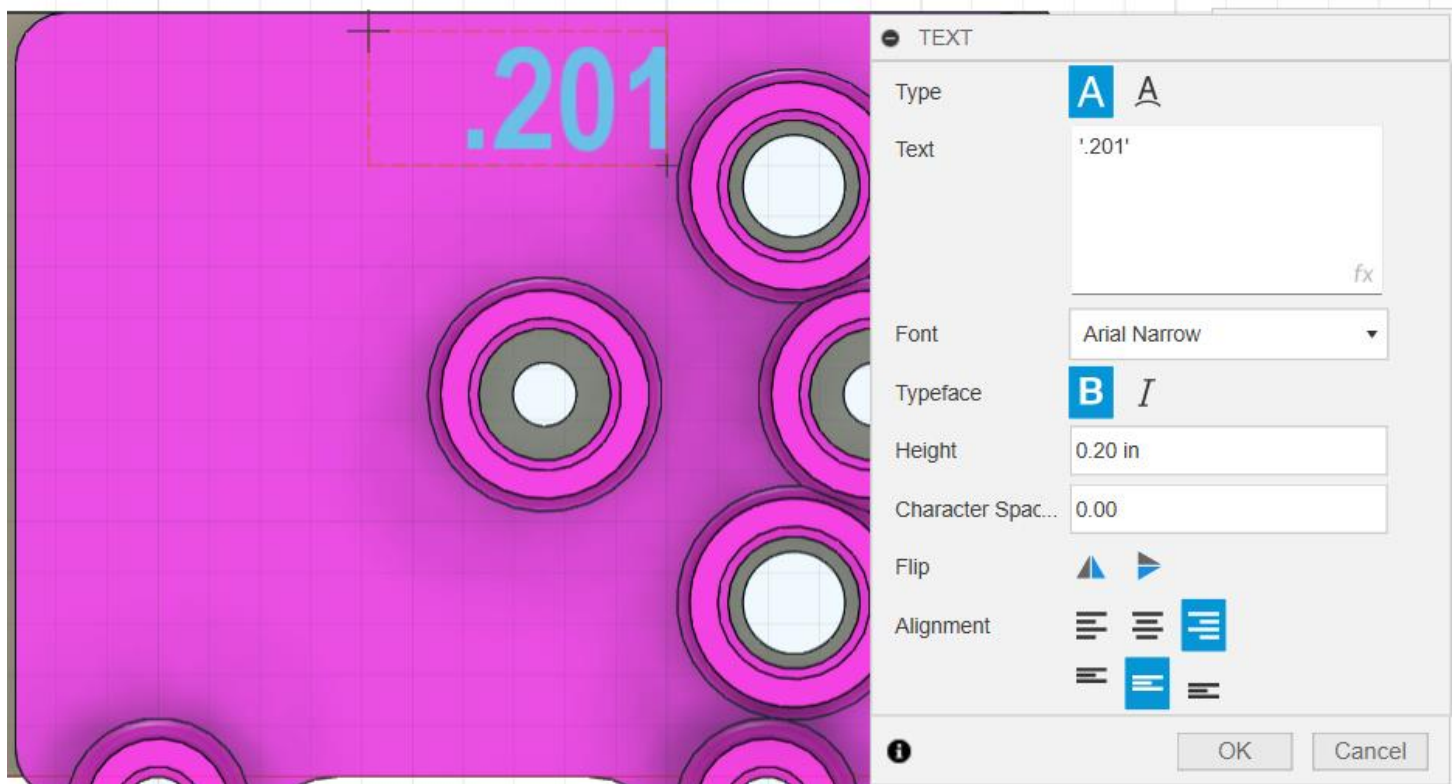 .201
TEXT
Type A A
Text '.201'
fx
Font Arial Narrow
Typeface B I
Height 0.20 in
Character Spac... 0.00
Flip
Alignment
OK Cancel